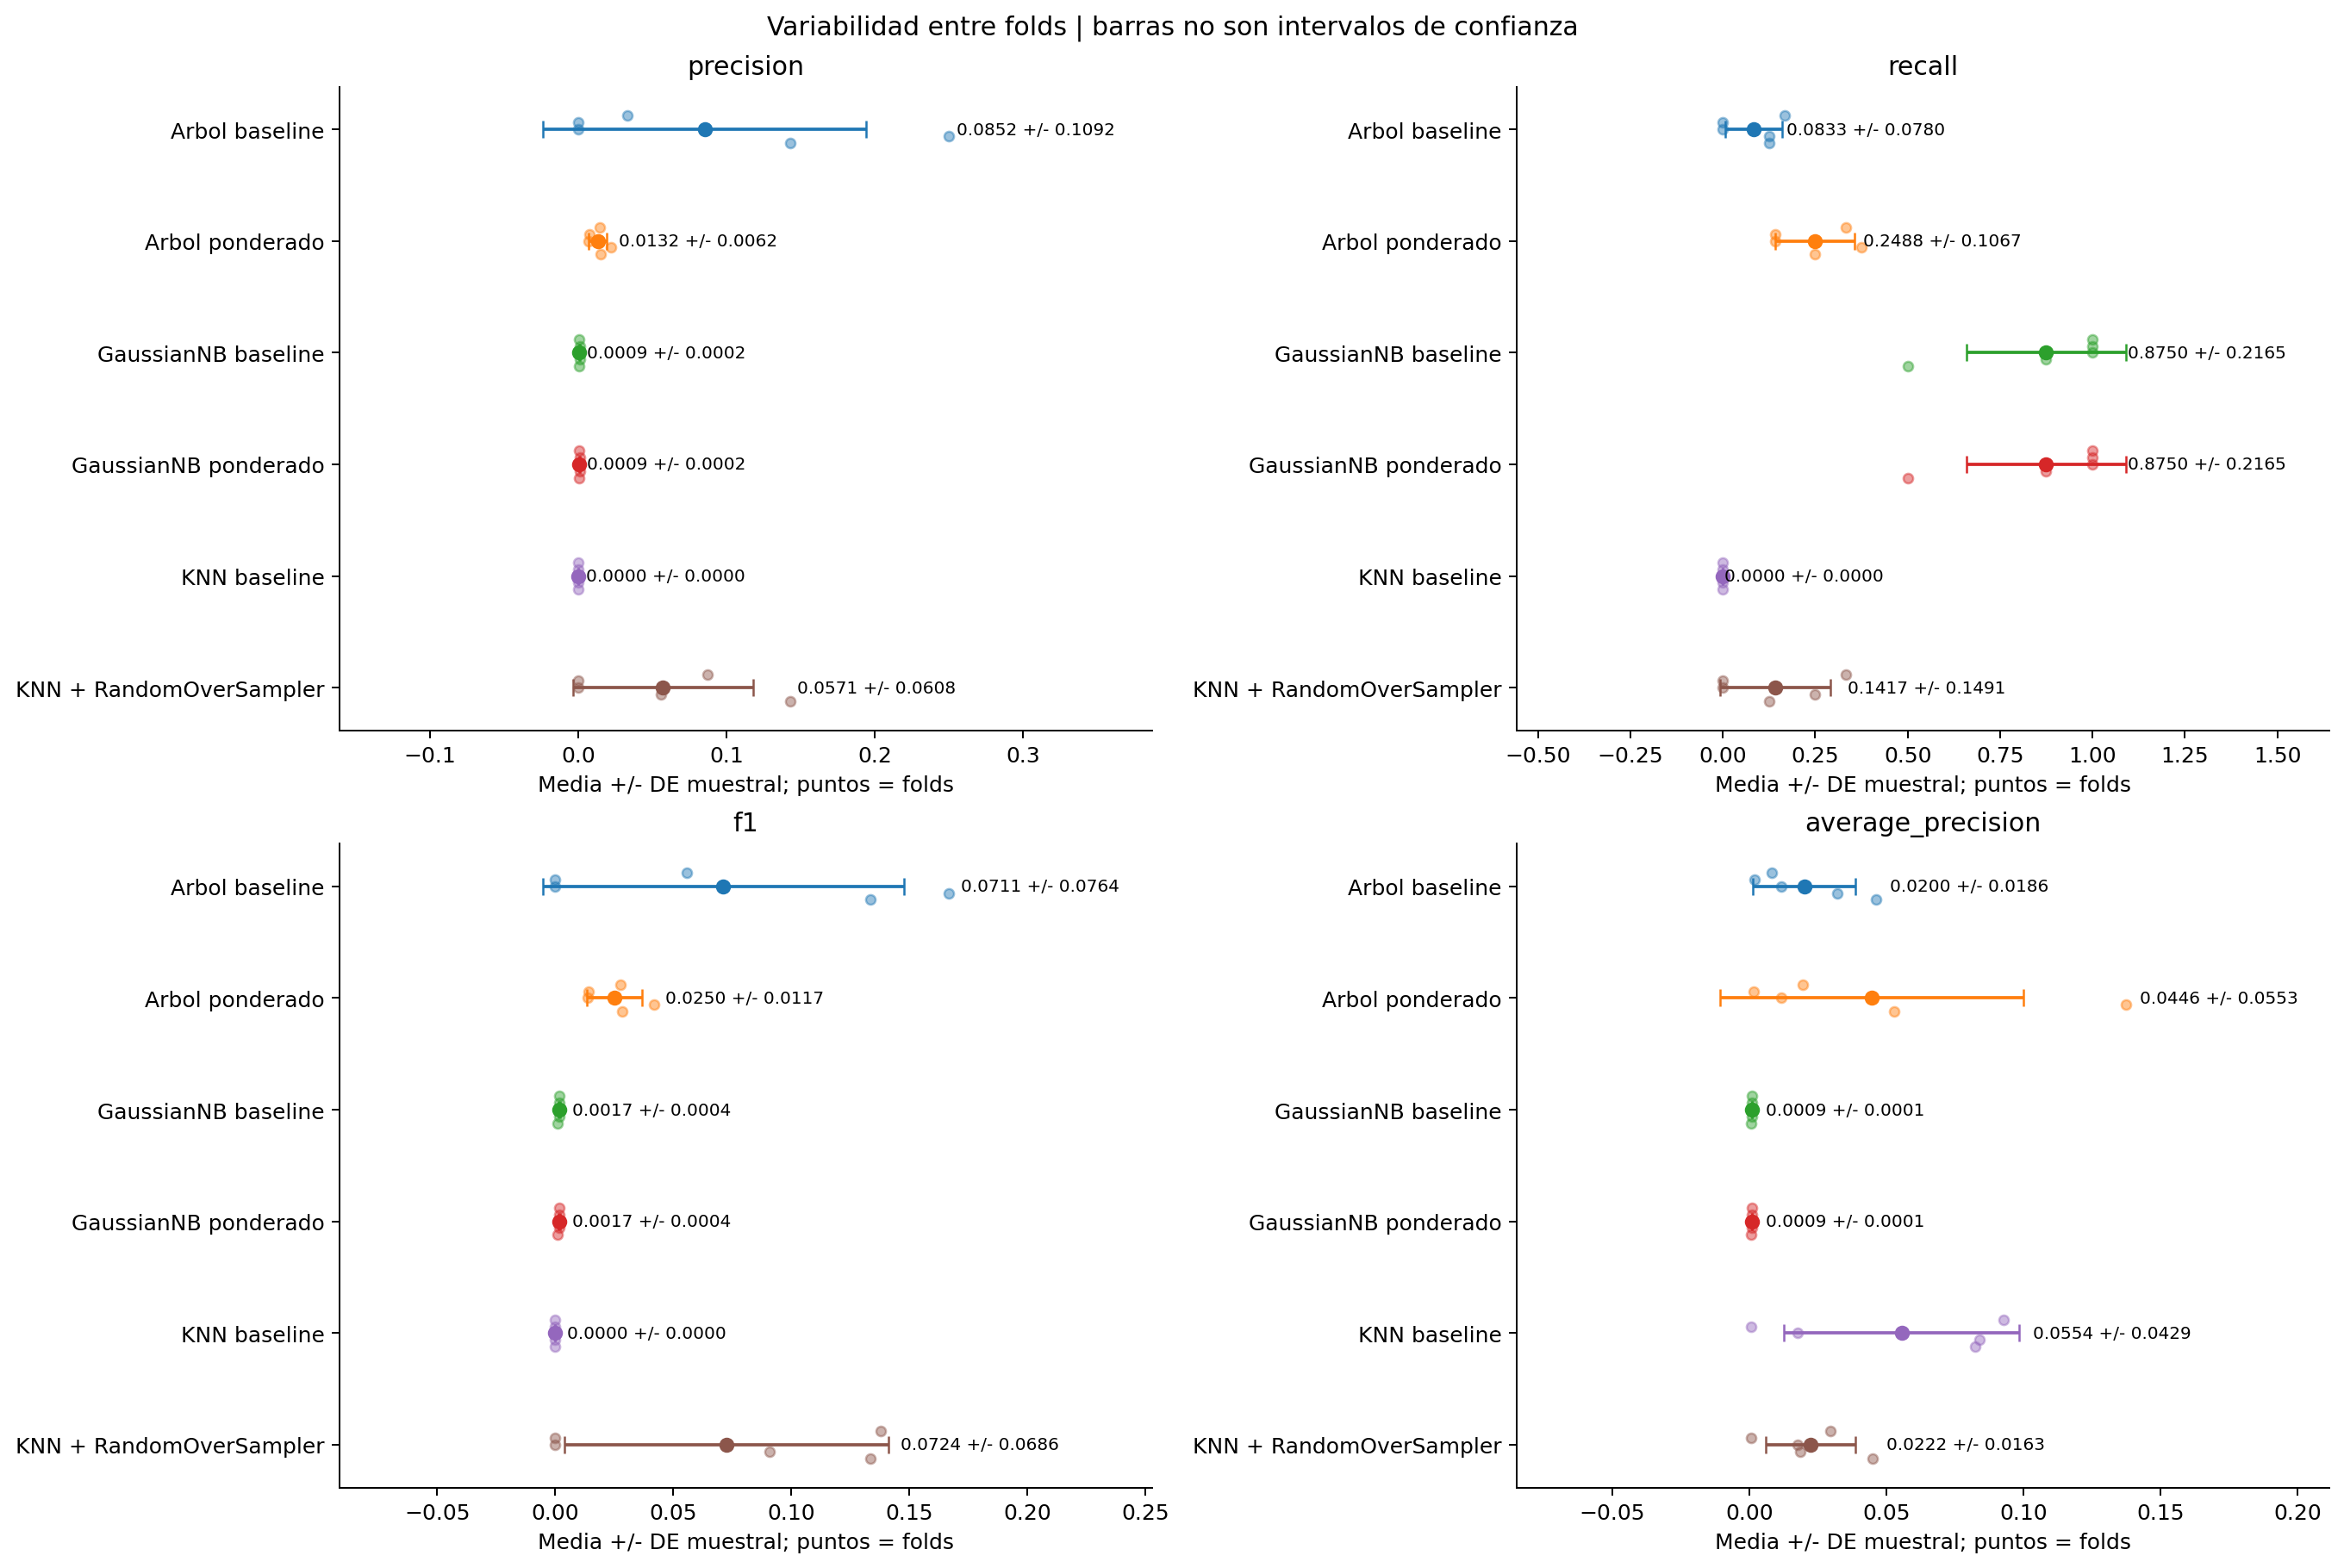 Variabilidad entre folds | barras no son intervalos de confianza
precision
Arbol baseline
0.0852 +/- 0.1092
Arbol ponderado
0.0132 +/- 0.0062
GaussianNB baseline
0.0009 +/- 0.0002
GaussianNB ponderado
0.0009 +/- 0.0002
KNN baseline
0.0000 +/- 0.0000
KNN + RandomOverSampler
0.0571 +/- 0.0608
−0.1 0.0 0.1 0.2 0.3
Media +/- DE muestral; puntos = folds
recall
Arbol baseline
0.0833 +/- 0.0780
Arbol ponderado
0.2488 +/- 0.1067
GaussianNB baseline
0.8750 +/- 0.2165
GaussianNB ponderado
0.8750 +/- 0.2165
KNN baseline
0.0000 +/- 0.0000
KNN + RandomOverSampler
0.1417 +/- 0.1491
−0.50 −0.25 0.00 0.25 0.50 0.75 1.00 1.25 1.50
Media +/- DE muestral; puntos = folds
f1
Arbol baseline
0.0711 +/- 0.0764
Arbol ponderado
0.0250 +/- 0.0117
GaussianNB baseline
0.0017 +/- 0.0004
GaussianNB ponderado
0.0017 +/- 0.0004
KNN baseline
0.0000 +/- 0.0000
KNN + RandomOverSampler
0.0724 +/- 0.0686
−0.05 0.00 0.05 0.10 0.15 0.20 0.25
Media +/- DE muestral; puntos = folds
average_precision
Arbol baseline
0.0200 +/- 0.0186
Arbol ponderado
0.0446 +/- 0.0553
GaussianNB baseline
0.0009 +/- 0.0001
GaussianNB ponderado
0.0009 +/- 0.0001
KNN baseline
0.0554 +/- 0.0429
KNN + RandomOverSampler
0.0222 +/- 0.0163
−0.05 0.00 0.05 0.10 0.15 0.20
Media +/- DE muestral; puntos = folds